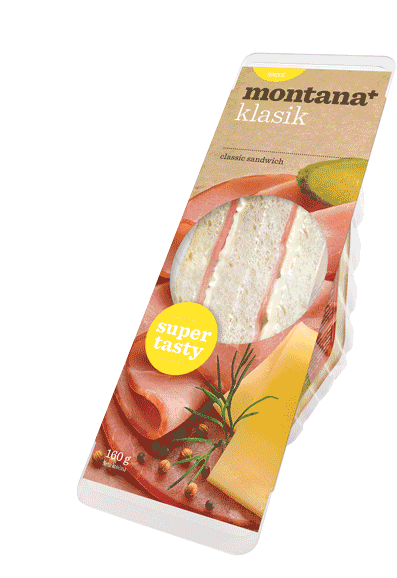 montana+
klasik
classic sandwich
super
tasty
160 g